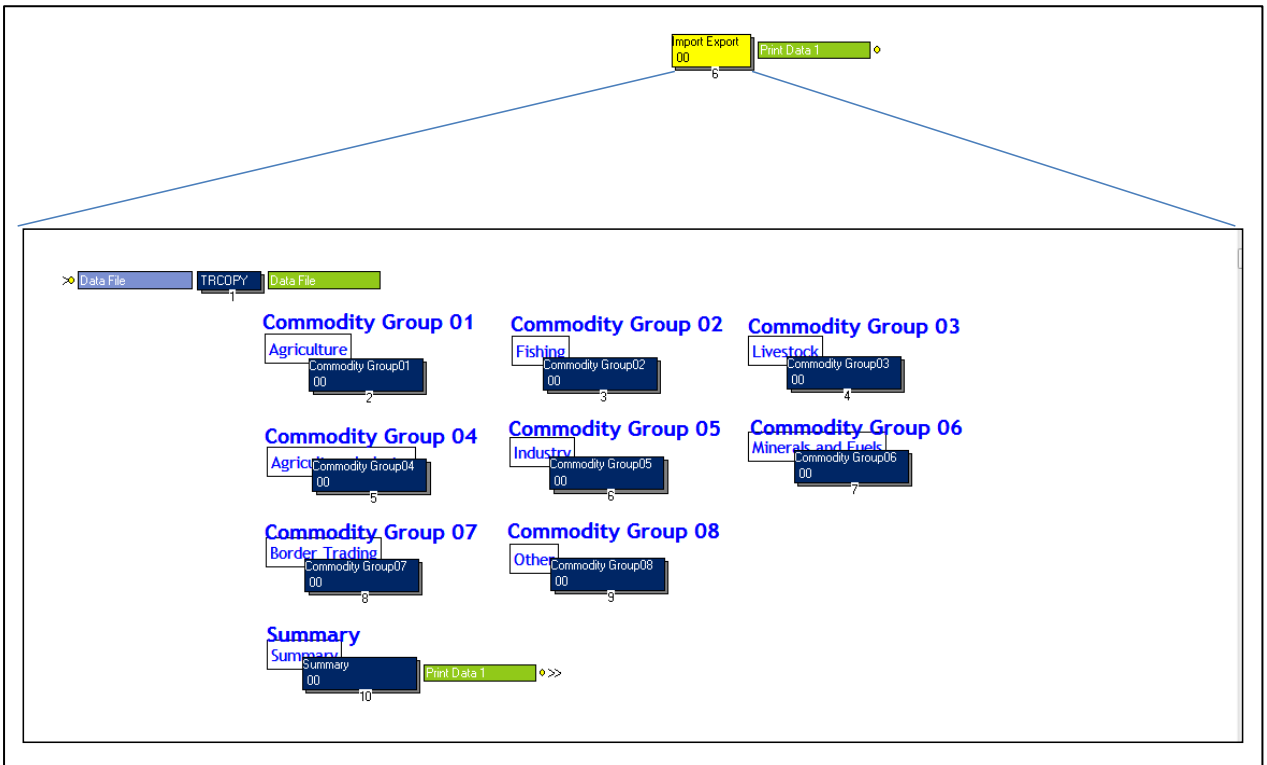 Import Export
00
Print Data 1
6
Data File
TRCOPY
Data File
1
Commodity Group 01
Agriculture
Commodity Group01
00
2
Commodity Group 02
Fishing
Commodity Group02
00
3
Commodity Group 03
Livestock
Commodity Group03
00
4
Commodity Group 04
Commodity Group04
00
5
Commodity Group 05
Industry
Commodity Group05
00
6
Commodity Group 06
Minerals and Fuels
Commodity Group06
00
7
Commodity Group 07
Border Trading
Commodity Group07
00
8
Commodity Group 08
Other
Commodity Group08
00
9
Summary
Summary
Summary
00
Print Data 1
>>
10